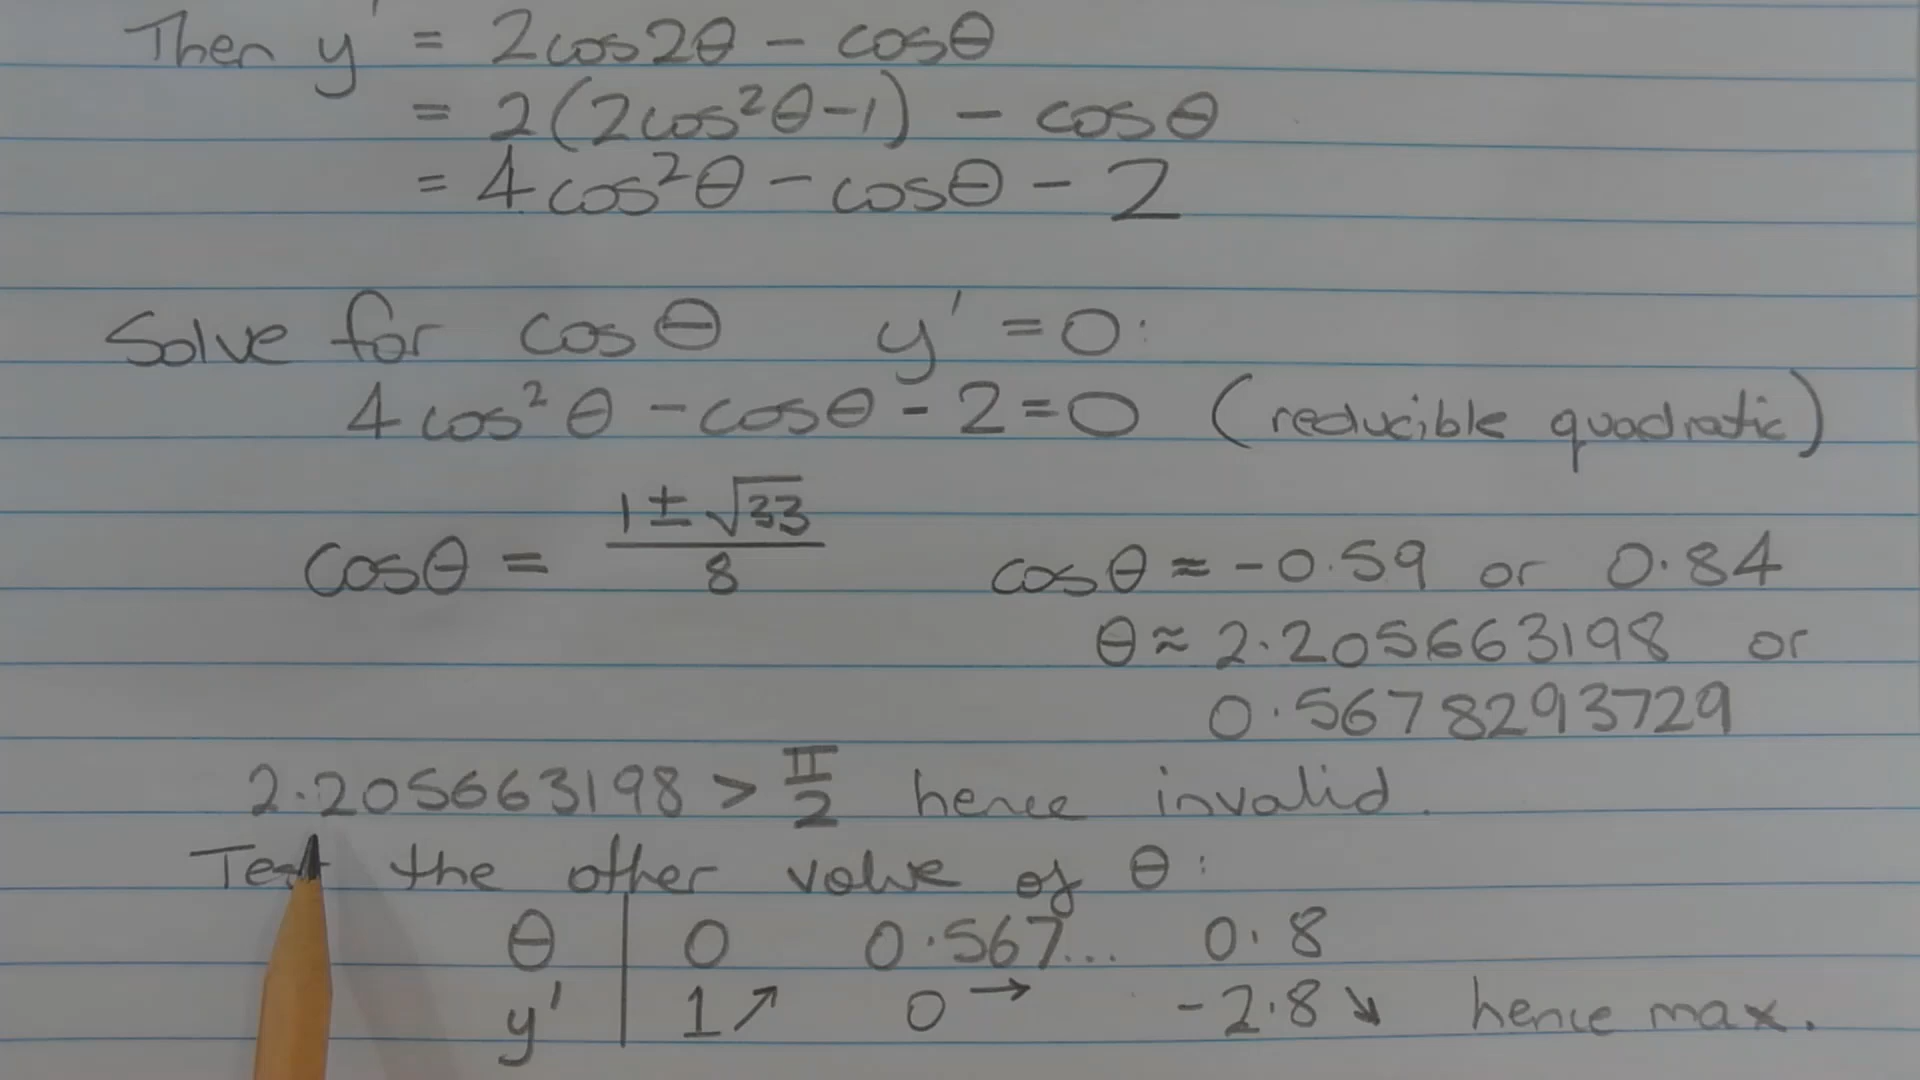 Then y' = 2cos2θ - cosθ
= 2(2cos²θ-1) - cosθ
= 4cos²θ - cosθ - 2
Solve for cosθ y' = 0:
4cos²θ - cosθ - 2 = 0 (reducible quadratic)
cosθ = (1 ± √33)/8 cosθ ≈ -0.59 or 0.84
θ ≈ 2.205663198 or
0.5678293729
2.205663198 > π/2 hence invalid.
Test the other value of θ:
θ | 0 0.567... 0.8
y' | 1 ↗ 0 → -2.8 ↘ hence max.